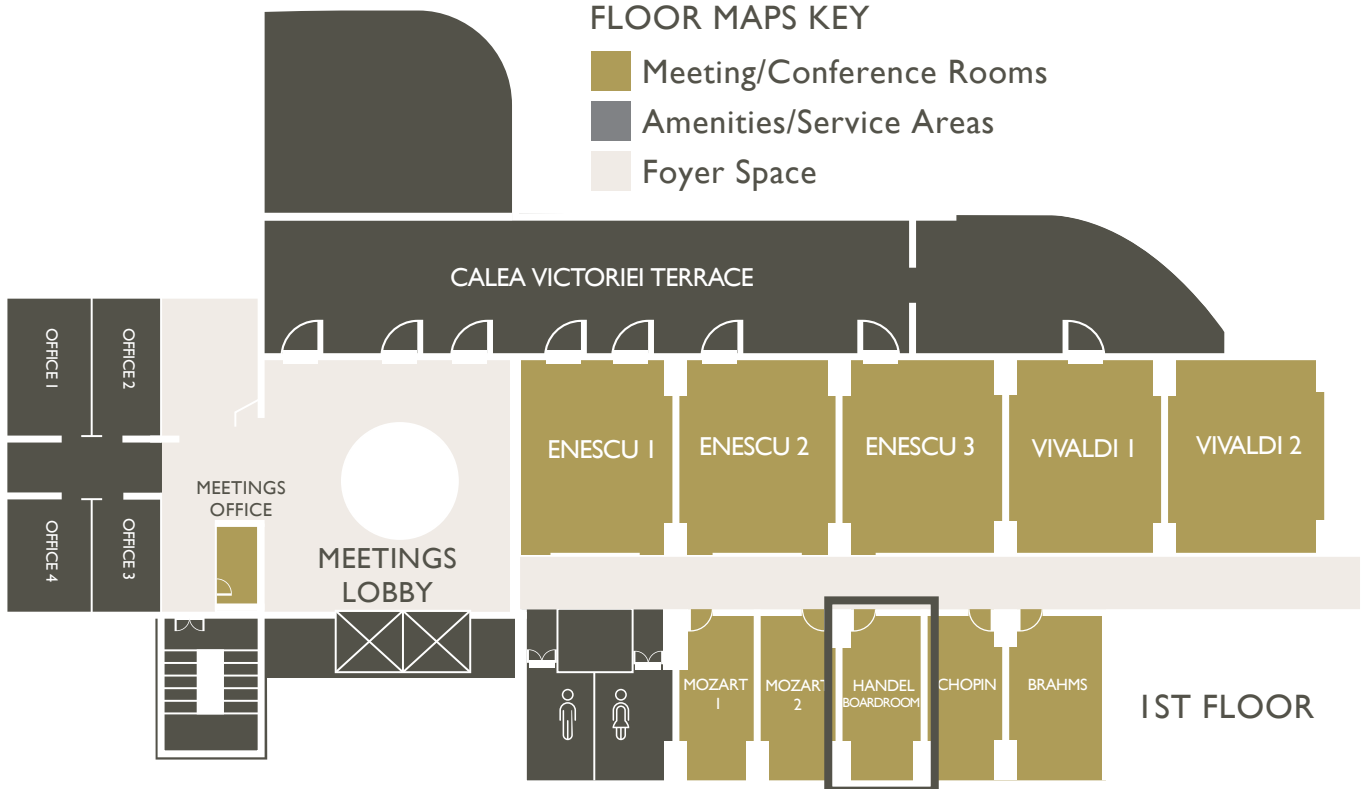 FLOOR MAPS KEY
Meeting/Conference Rooms
Amenities/Service Areas
Foyer Space
CALEA VICTORIEI TERRACE
OFFICE 1
OFFICE 2
ENESCU 1
ENESCU 2
ENESCU 3
VIVALDI 1
VIVALDI 2
MEETINGS
OFFICE
OFFICE 4
OFFICE 3
MEETINGS
LOBBY
MOZART
1
MOZART
2
HANDEL
BOARDROOM
CHOPIN
BRAHMS
1ST FLOOR